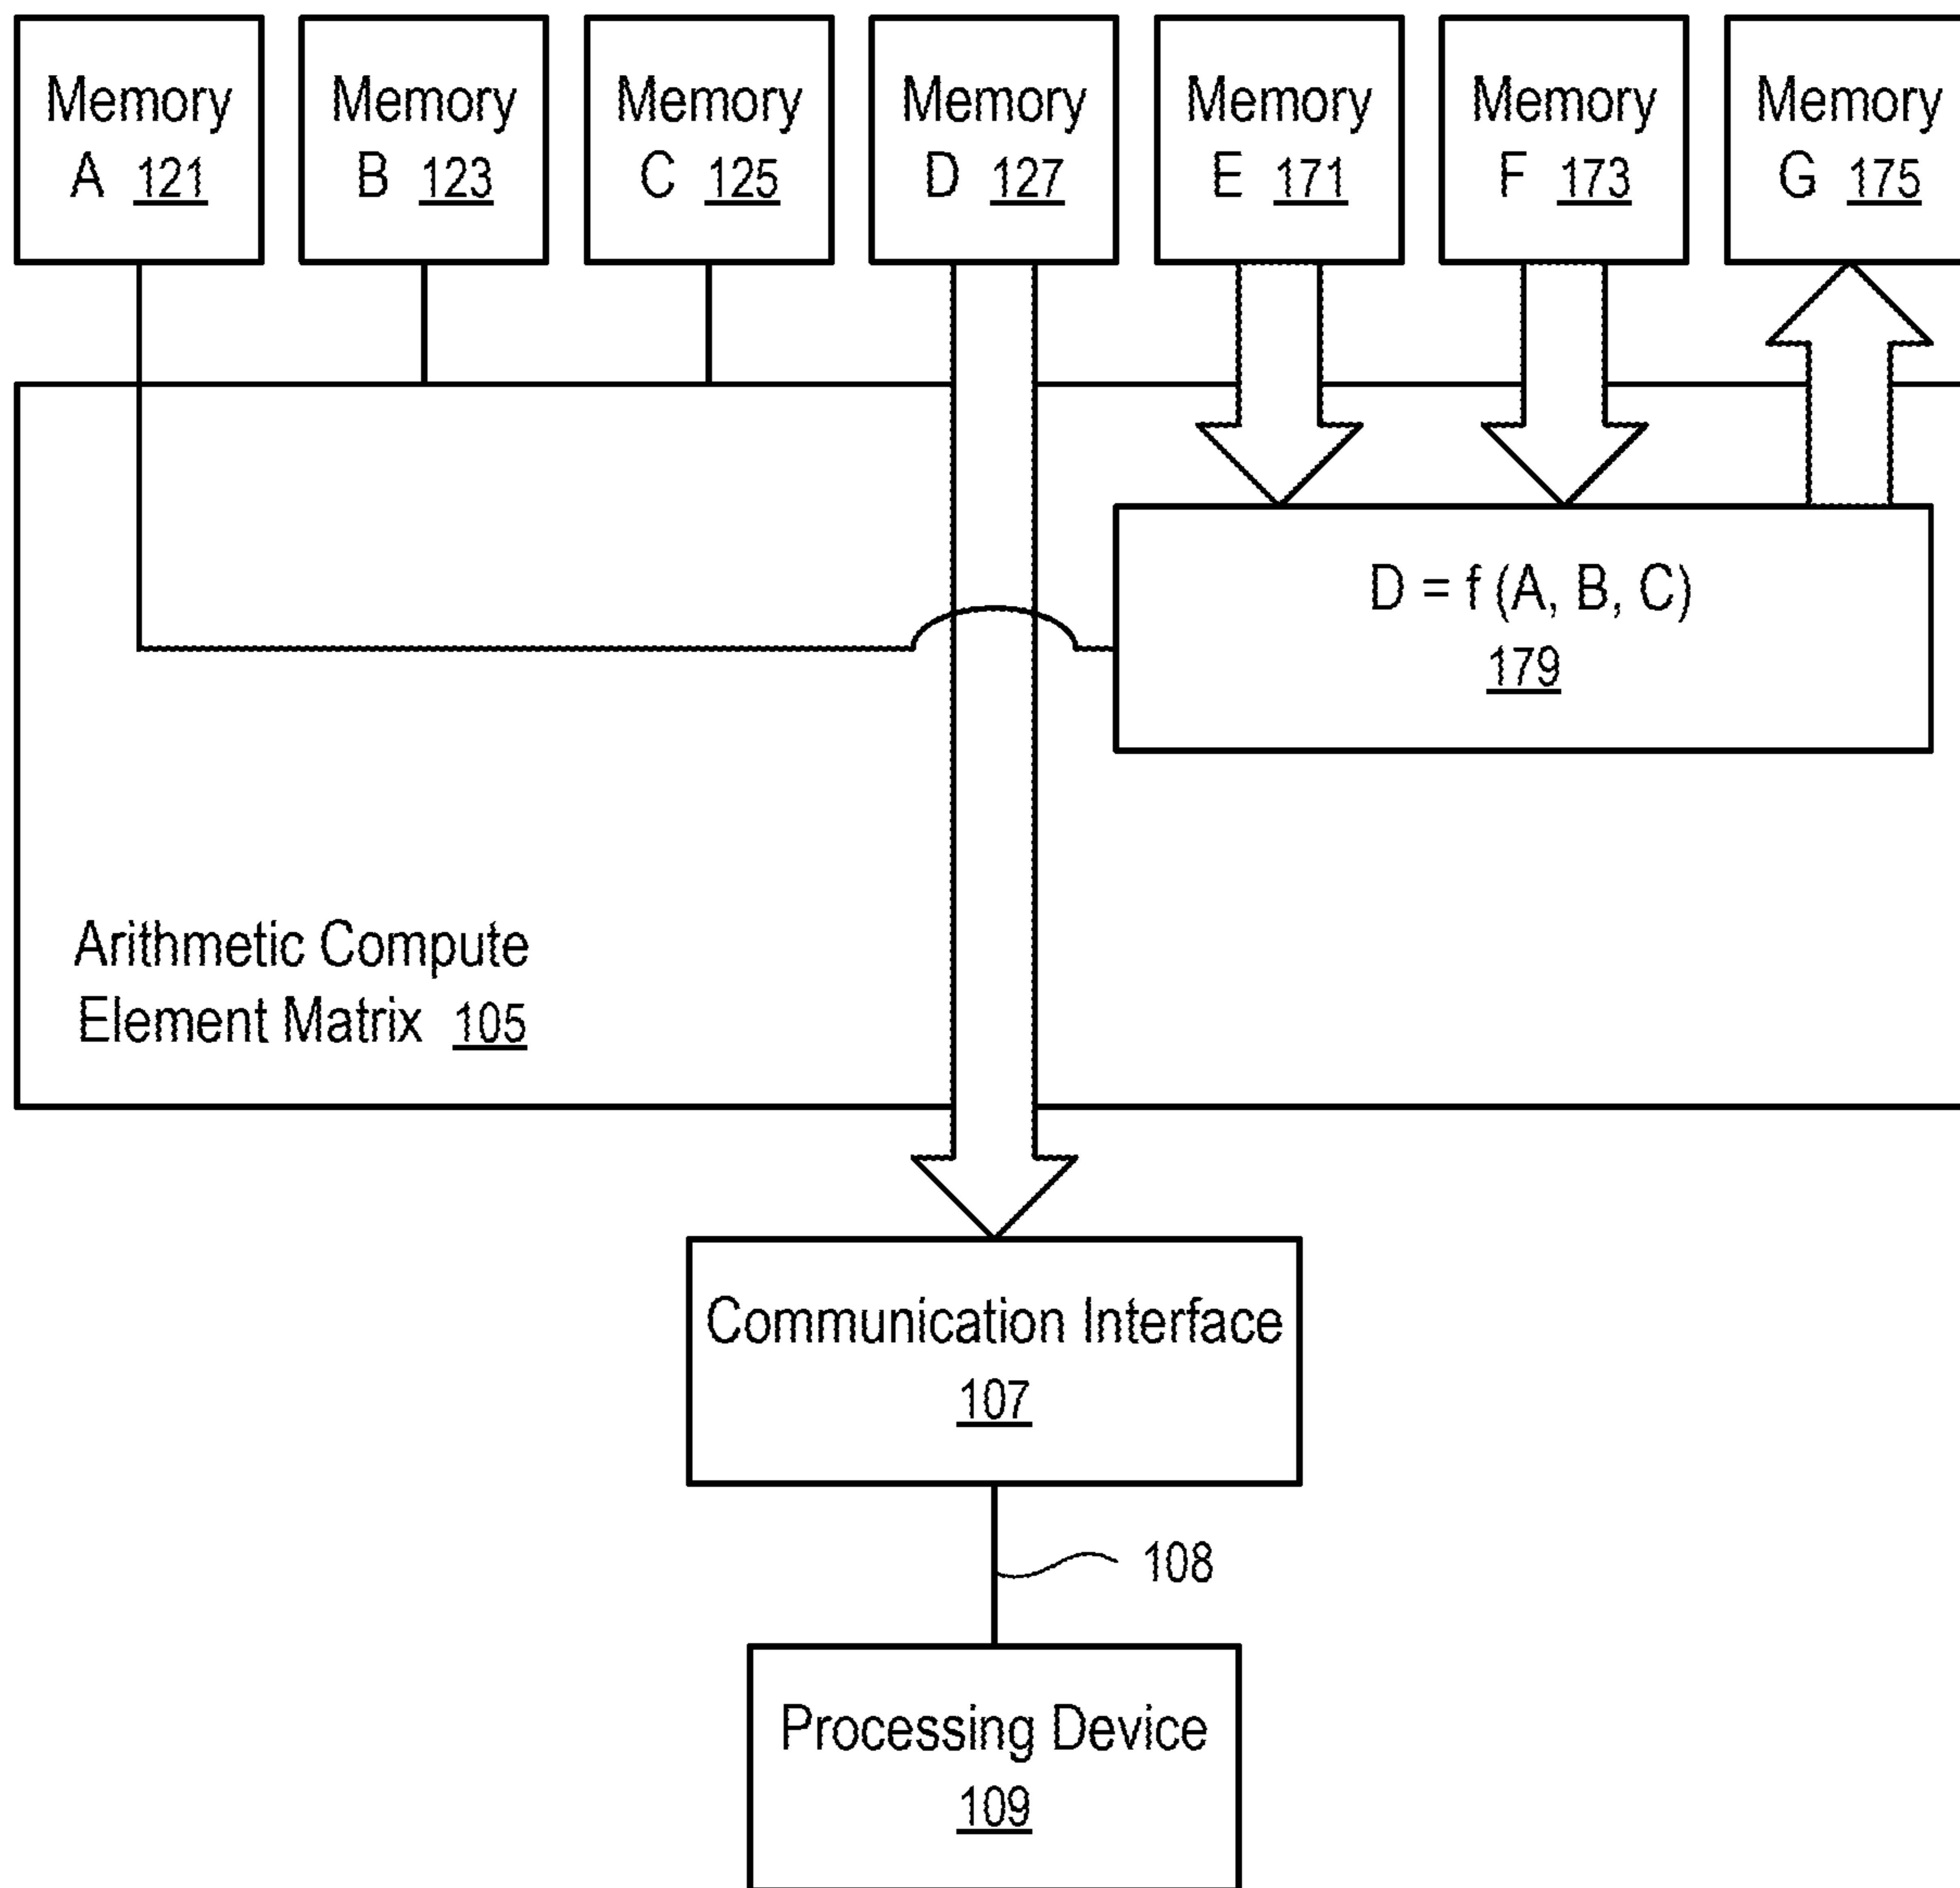 Memory
A 121
Memory
B 123
Memory
C 125
Memory
D 127
Memory
E 171
Memory
F 173
Memory
G 175
D = f (A, B, C)
179
Arithmetic Compute
Element Matrix 105
Communication Interface
107
108
Processing Device
109